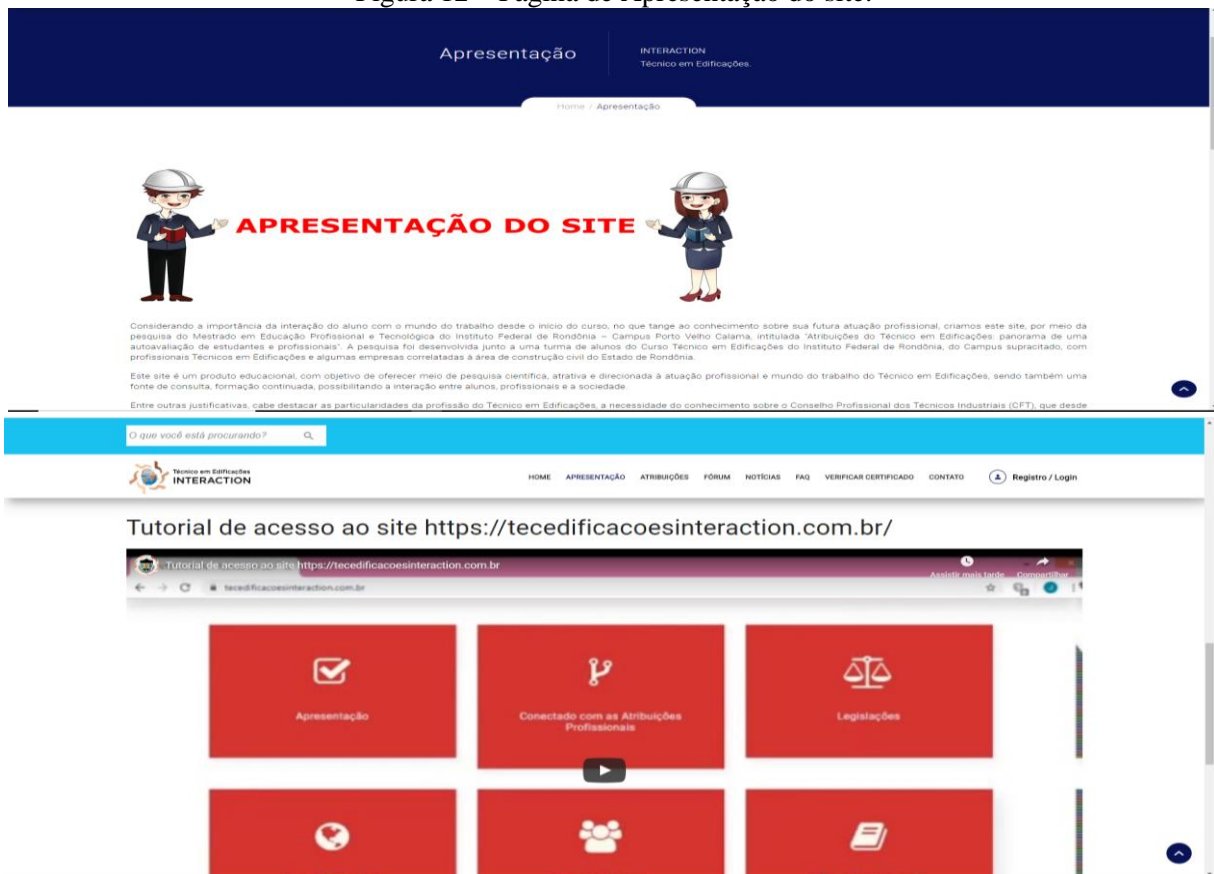 Figura 12 – Página de Apresentação do site.
Apresentação
INTERACTION
Técnico em Edificações.
Home / Apresentação
APRESENTAÇÃO DO SITE
Considerando a importância da interação do aluno com o mundo do trabalho desde o início do curso, no que tange ao conhecimento sobre sua futura atuação profissional, criamos este site, por meio da
pesquisa do Mestrado em Educação Profissional e Tecnológica do Instituto Federal de Rondônia – Campus Porto Velho Calama, intitulada "Atribuições do Técnico em Edificações: panorama de uma
autoavaliação de estudantes e profissionais". A pesquisa foi desenvolvida junto a uma turma de alunos do Curso Técnico em Edificações do Instituto Federal de Rondônia, do Campus supracitado, com
profissionais Técnicos em Edificações e algumas empresas correlatadas à área de construção civil do Estado de Rondônia.
Este site é um produto educacional, com objetivo de oferecer meio de pesquisa científica, atrativa e direcionada à atuação profissional e mundo do trabalho do Técnico em Edificações, sendo também uma
fonte de consulta, formação continuada, possibilitando a interação entre alunos, profissionais e a sociedade.
Entre outras justificativas, cabe destacar as particularidades da profissão do Técnico em Edificações, a necessidade do conhecimento sobre o Conselho Profissional dos Técnicos Industriais (CFT), que desde
O que você está procurando?
Técnico em Edificações
INTERACTION
HOME APRESENTAÇÃO ATRIBUIÇÕES FÓRUM NOTÍCIAS FAQ VERIFICAR CERTIFICADO CONTATO Registro / Login
Tutorial de acesso ao site https://tecedificacoesinteraction.com.br/
Tutorial de acesso ao site https://tecedificacoesinteraction.com.br
Assistir mais tarde Compartilhar
tecedificacoesinteraction.com.br
Apresentação
Conectado com as Atribuições
Profissionais
Legislações